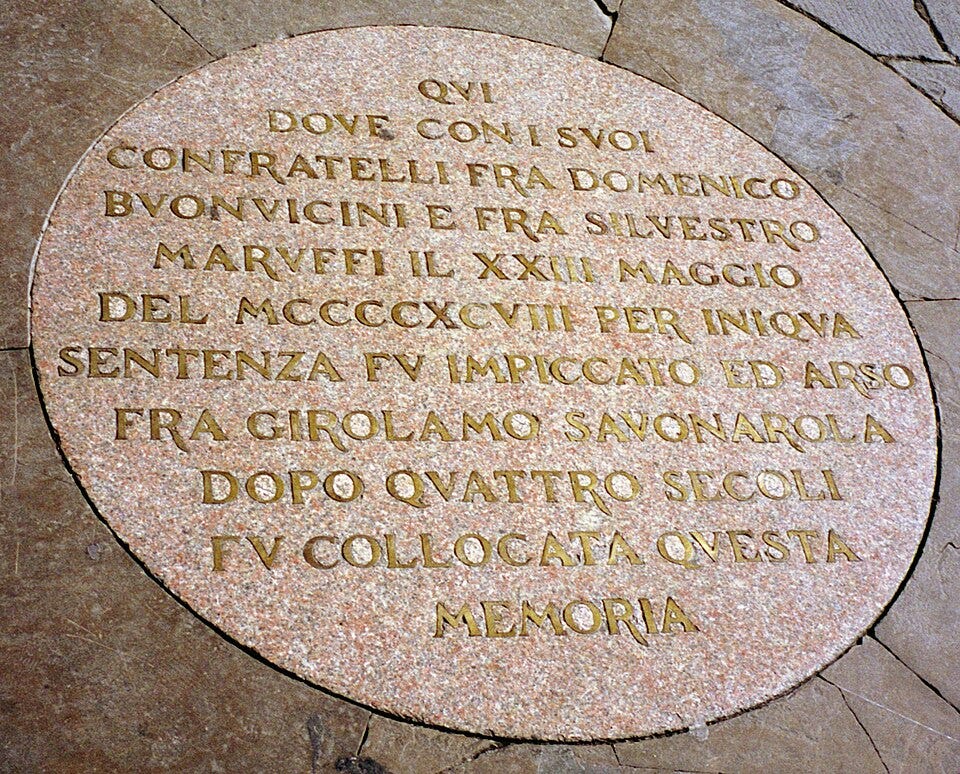 QVI
DOVE CON I SVOI
CONFRATELLI FRA DOMENICO
BVONVICINI E FRA SILVESTRO
MARVFFI IL XXIII MAGGIO
DEL MCCCCXCVIII PER INIQVA
SENTENZA FV IMPICCATO ED ARSO
FRA GIROLAMO SAVONAROLA
DOPO QVATTRO SECOLI
FV COLLOCATA QVESTA
MEMORIA